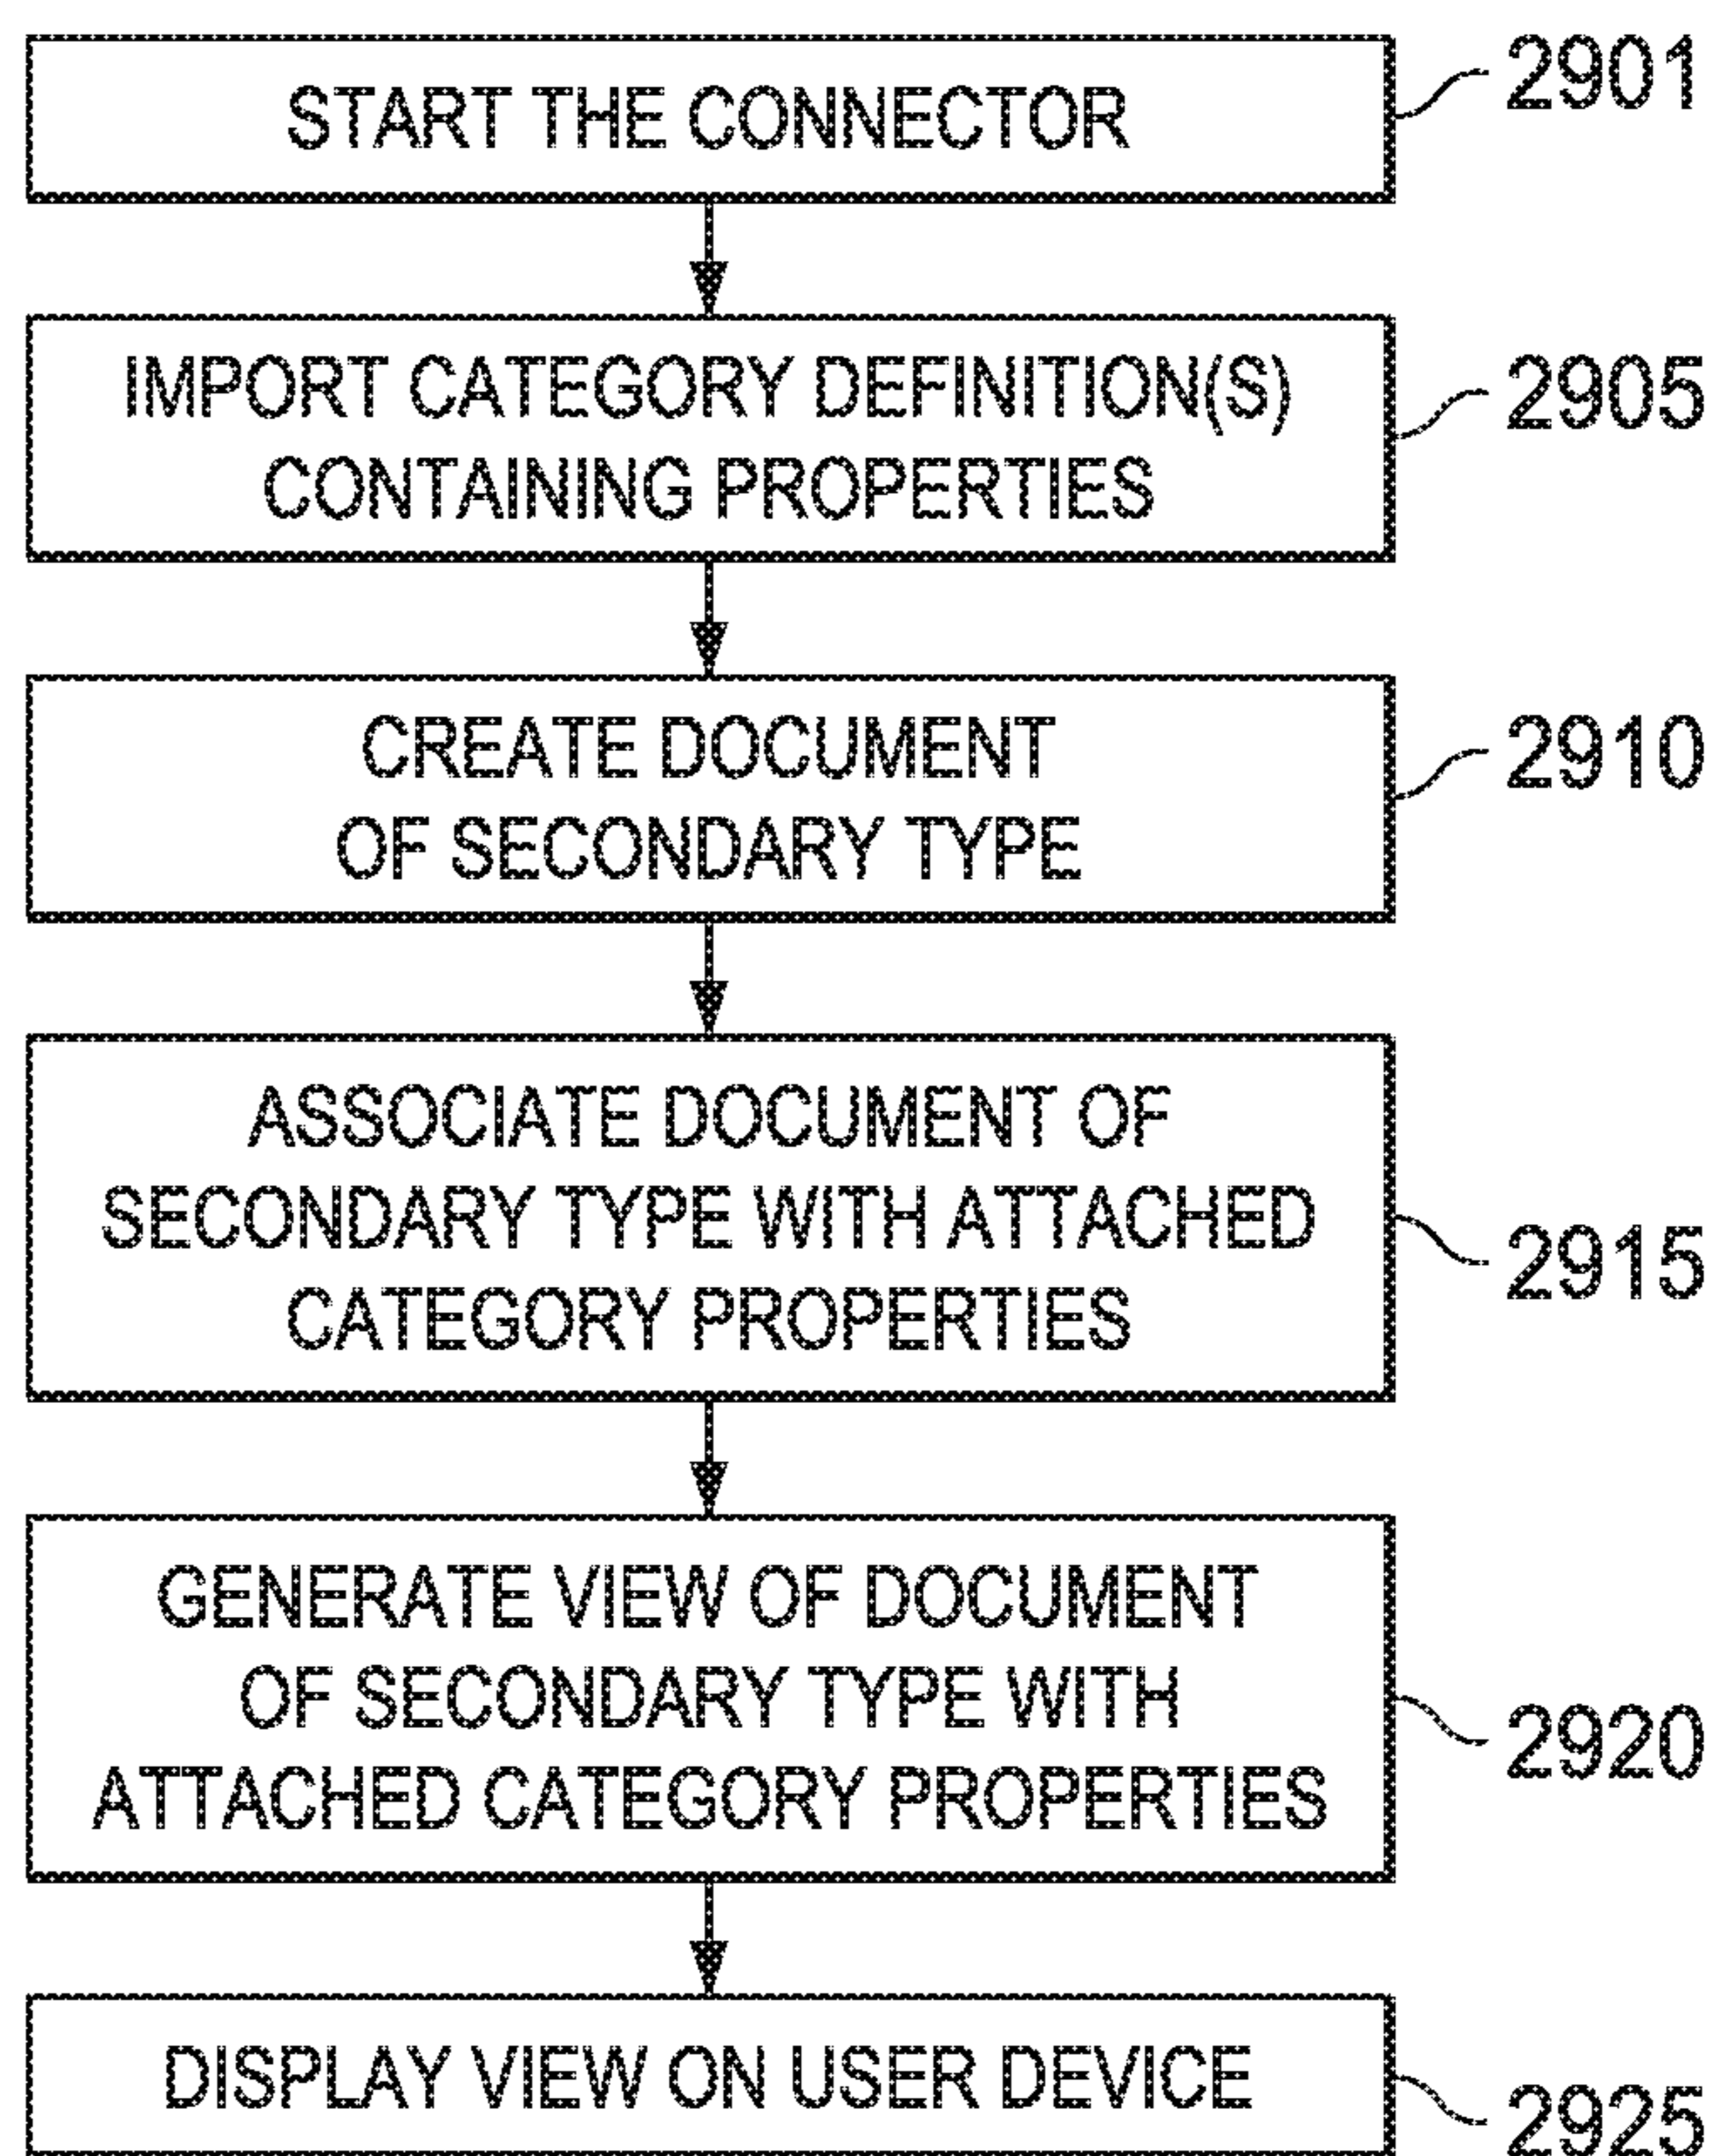 START THE CONNECTOR
2901
IMPORT CATEGORY DEFINITION(S)
CONTAINING PROPERTIES
2905
CREATE DOCUMENT
OF SECONDARY TYPE
2910
ASSOCIATE DOCUMENT OF
SECONDARY TYPE WITH ATTACHED
CATEGORY PROPERTIES
2915
GENERATE VIEW OF DOCUMENT
OF SECONDARY TYPE WITH
ATTACHED CATEGORY PROPERTIES
2920
DISPLAY VIEW ON USER DEVICE
2925